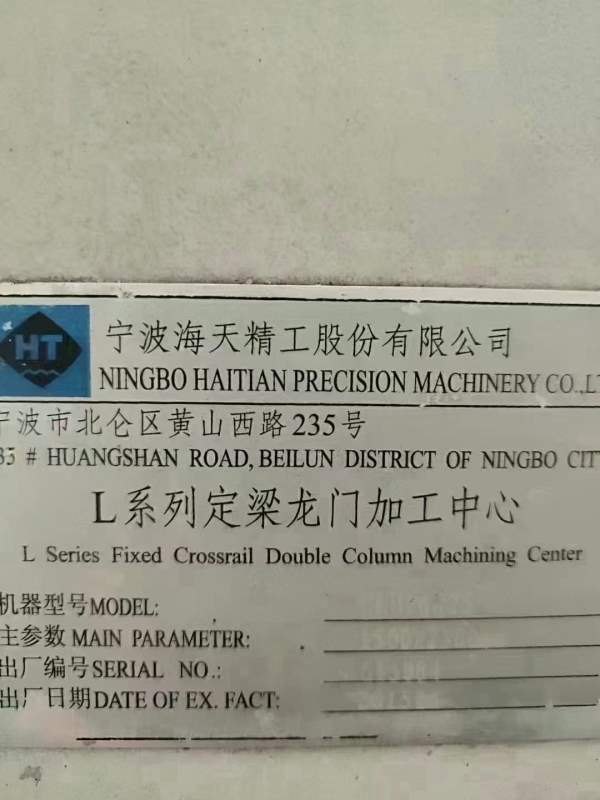 HT
宁波海天精工股份有限公司
NINGBO HAITIAN PRECISION MACHINERY CO.,LT
宁波市北仑区黄山西路235号
35 # HUANGSHAN ROAD, BEILUN DISTRICT OF NINGBO CITY
L系列定梁龙门加工中心
L Series Fixed Crossrail Double Column Machining Center
机器型号MODEL:
主参数 MAIN PARAMETER:
出厂编号SERIAL NO.:
出厂日期DATE OF EX. FACT: